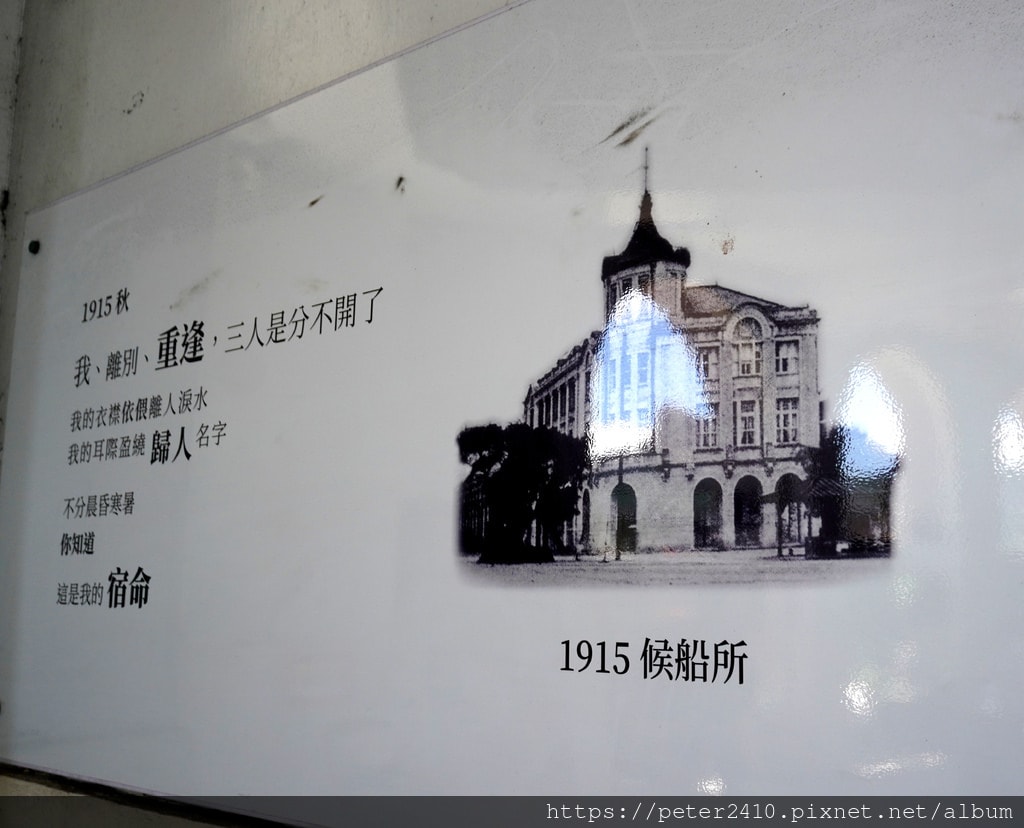 1915 秋
我、離別、重逢，三人是分不開了
我的衣襟依偎離人淚水
我的耳際盈繞 歸人 名字
不分晨昏寒暑
你知道
這是我的 宿命
1915 候船所
https://peter2410.pixnet.net/album